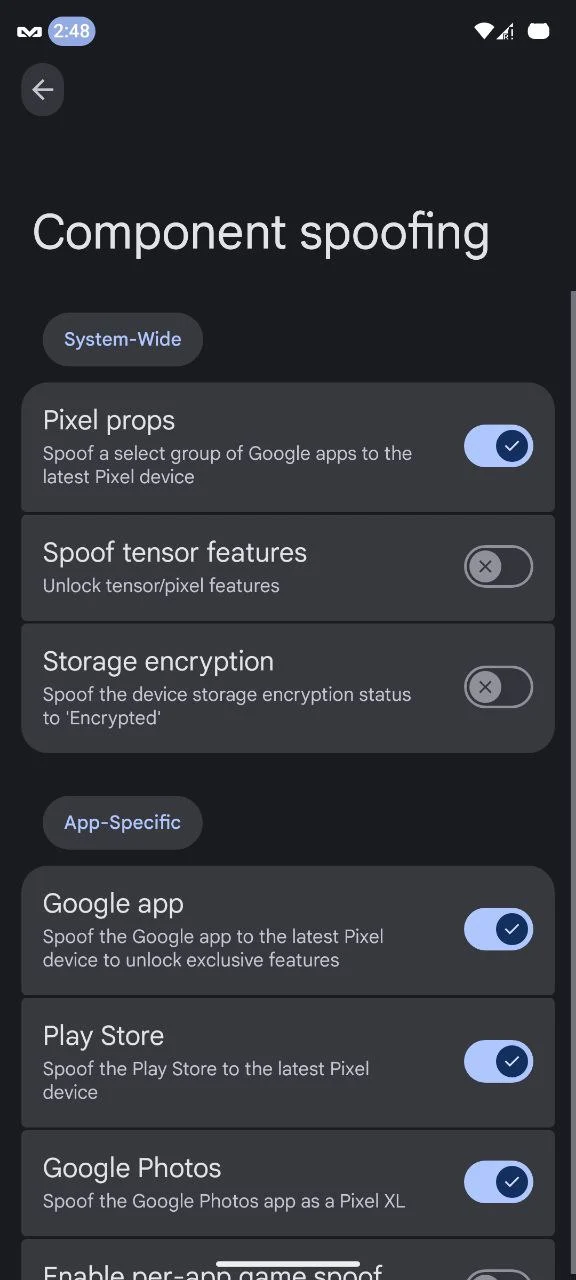 2:48
Component spoofing
System-Wide
Pixel props
Spoof a select group of Google apps to the
latest Pixel device
Spoof tensor features
Unlock tensor/pixel features
Storage encryption
Spoof the device storage encryption status
to 'Encrypted'
App-Specific
Google app
Spoof the Google app to the latest Pixel
device to unlock exclusive features
Play Store
Spoof the Play Store to the latest Pixel
device
Google Photos
Spoof the Google Photos app as a Pixel XL
Enable per-app game spoof